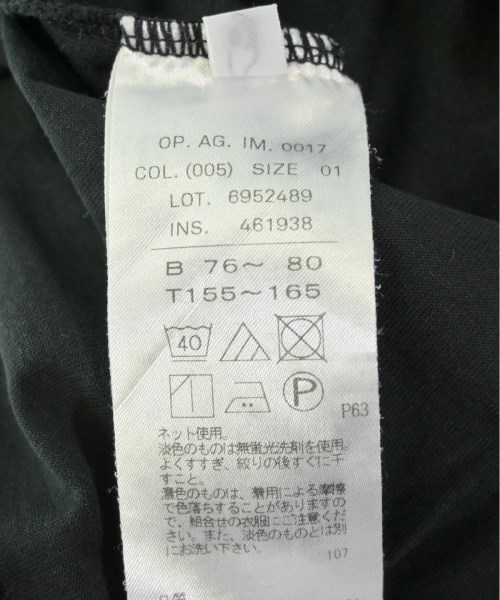 OP. AG. IM. 0017
COL. (005) SIZE 01
LOT. 6952489
INS. 461938
B 76〜 80
T155〜165
40
P
P63
ネット使用。
淡色のものは無蛍光洗剤を使用。
よくすすぎ、絞りの後すぐに干
すこと。
濃色のものは、着用による摩擦
で色落ちすることがありますの
で、組合せの衣服にご注意くださ
い。また、淡色のものとは別
にお洗い下さい。
107